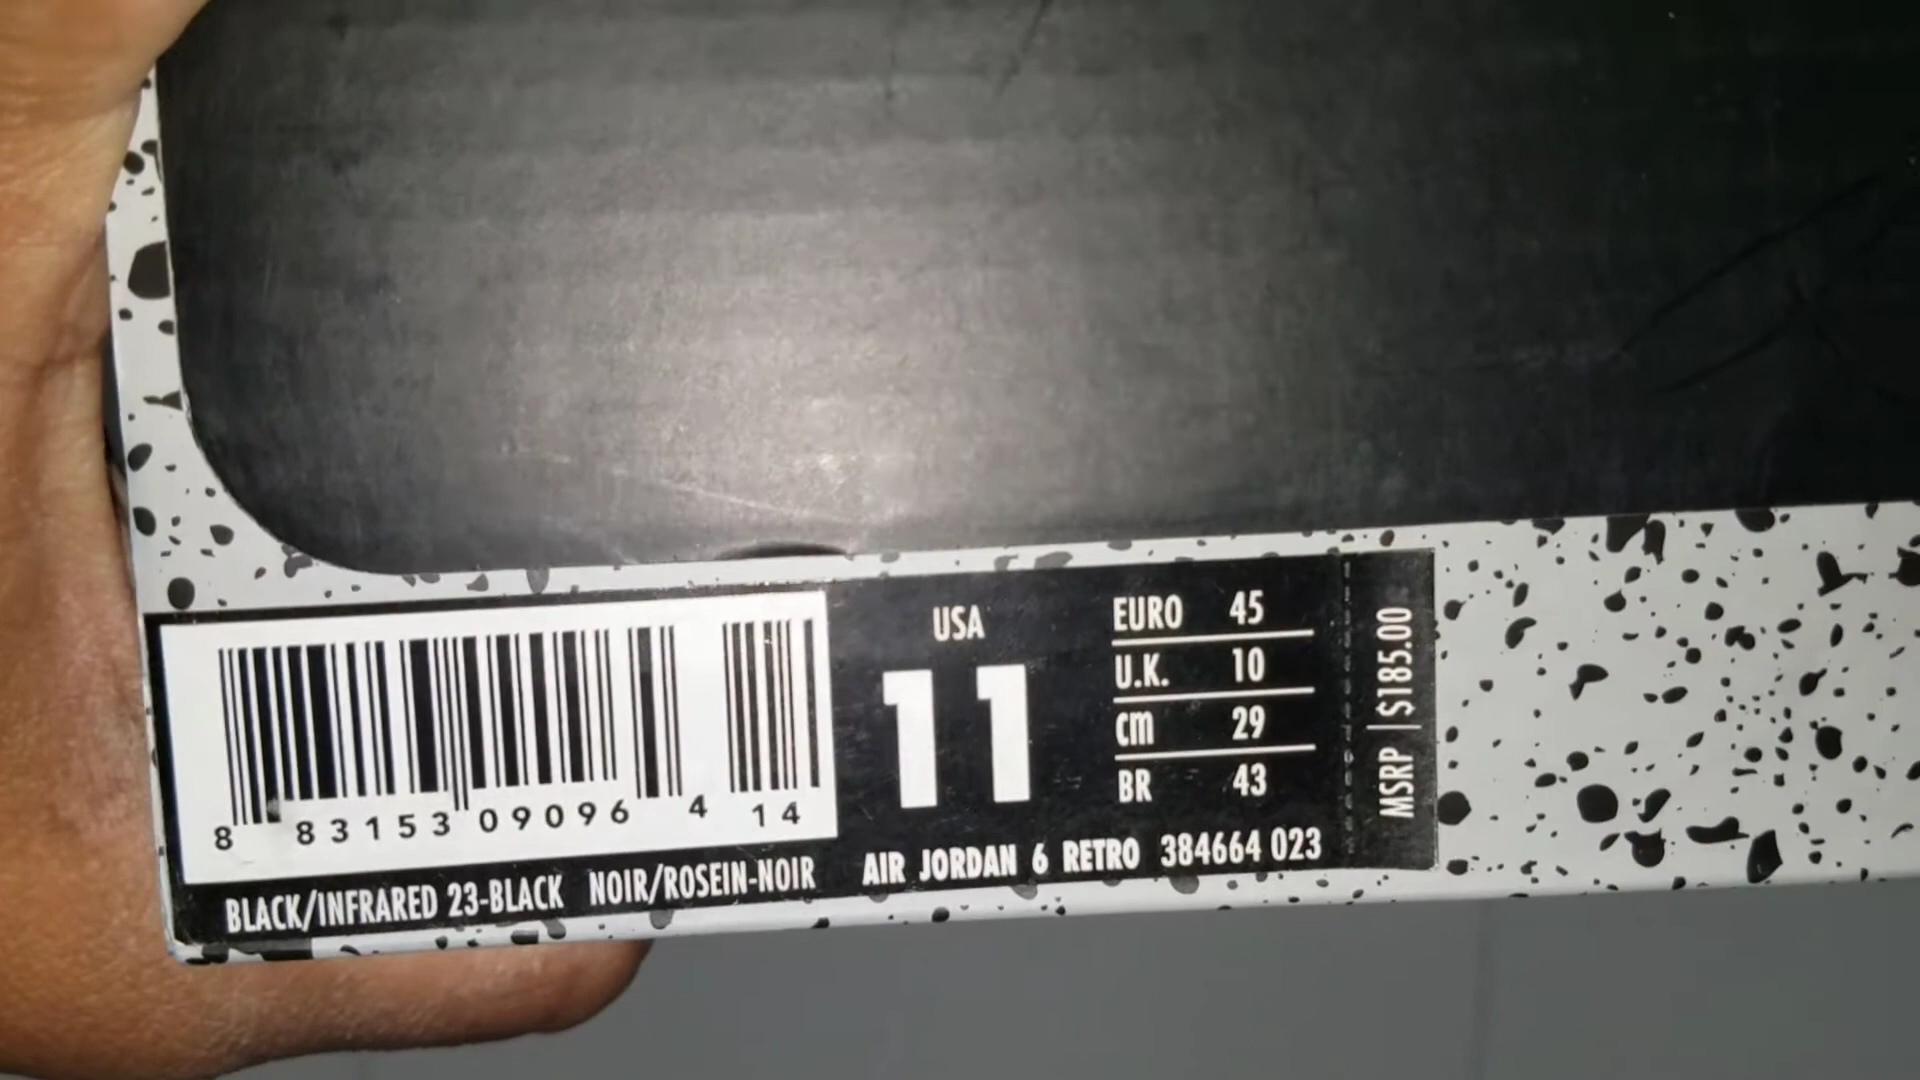 8 83153 09096 4 14
BLACK/INFRARED 23-BLACK NOIR/ROSEIN-NOIR
USA
11
EURO 45
U.K. 10
cm 29
BR 43
AIR JORDAN 6 RETRO 384664 023
MSRP | $185.00